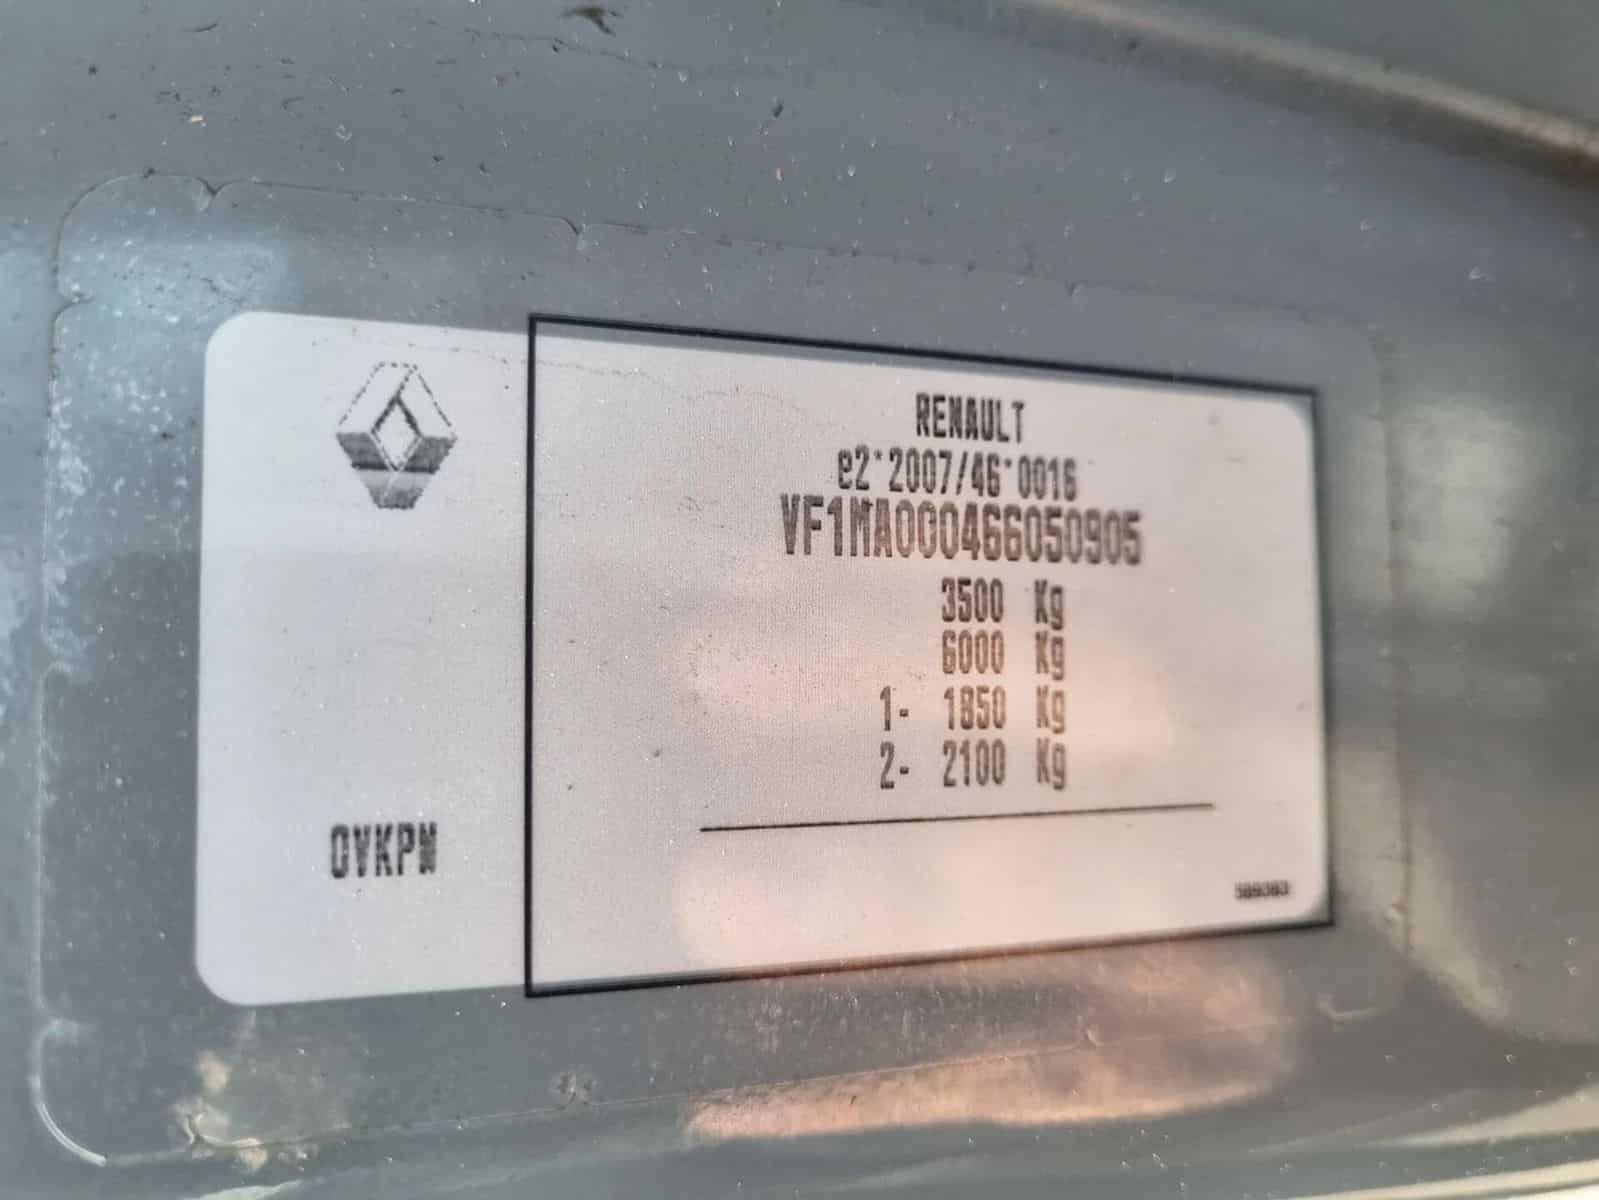 RENAULT
e2*2007/46*0016
VF1MA000466050905
3500 Kg
6000 Kg
1- 1850 Kg
2- 2100 Kg
OVKPN